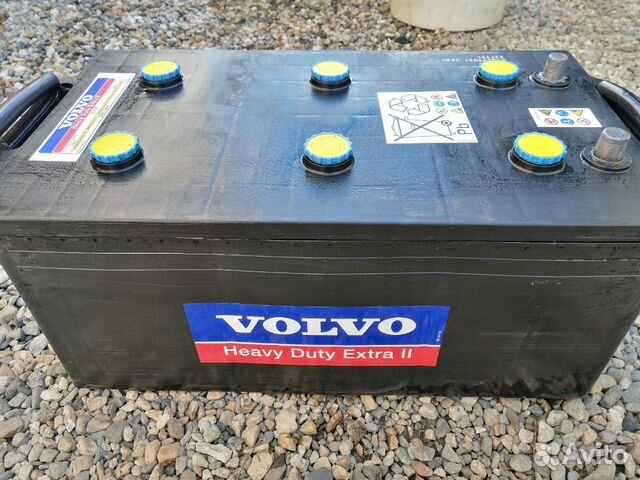 VOLVO
Pb
VOLVO
Heavy Duty Extra II
Avito